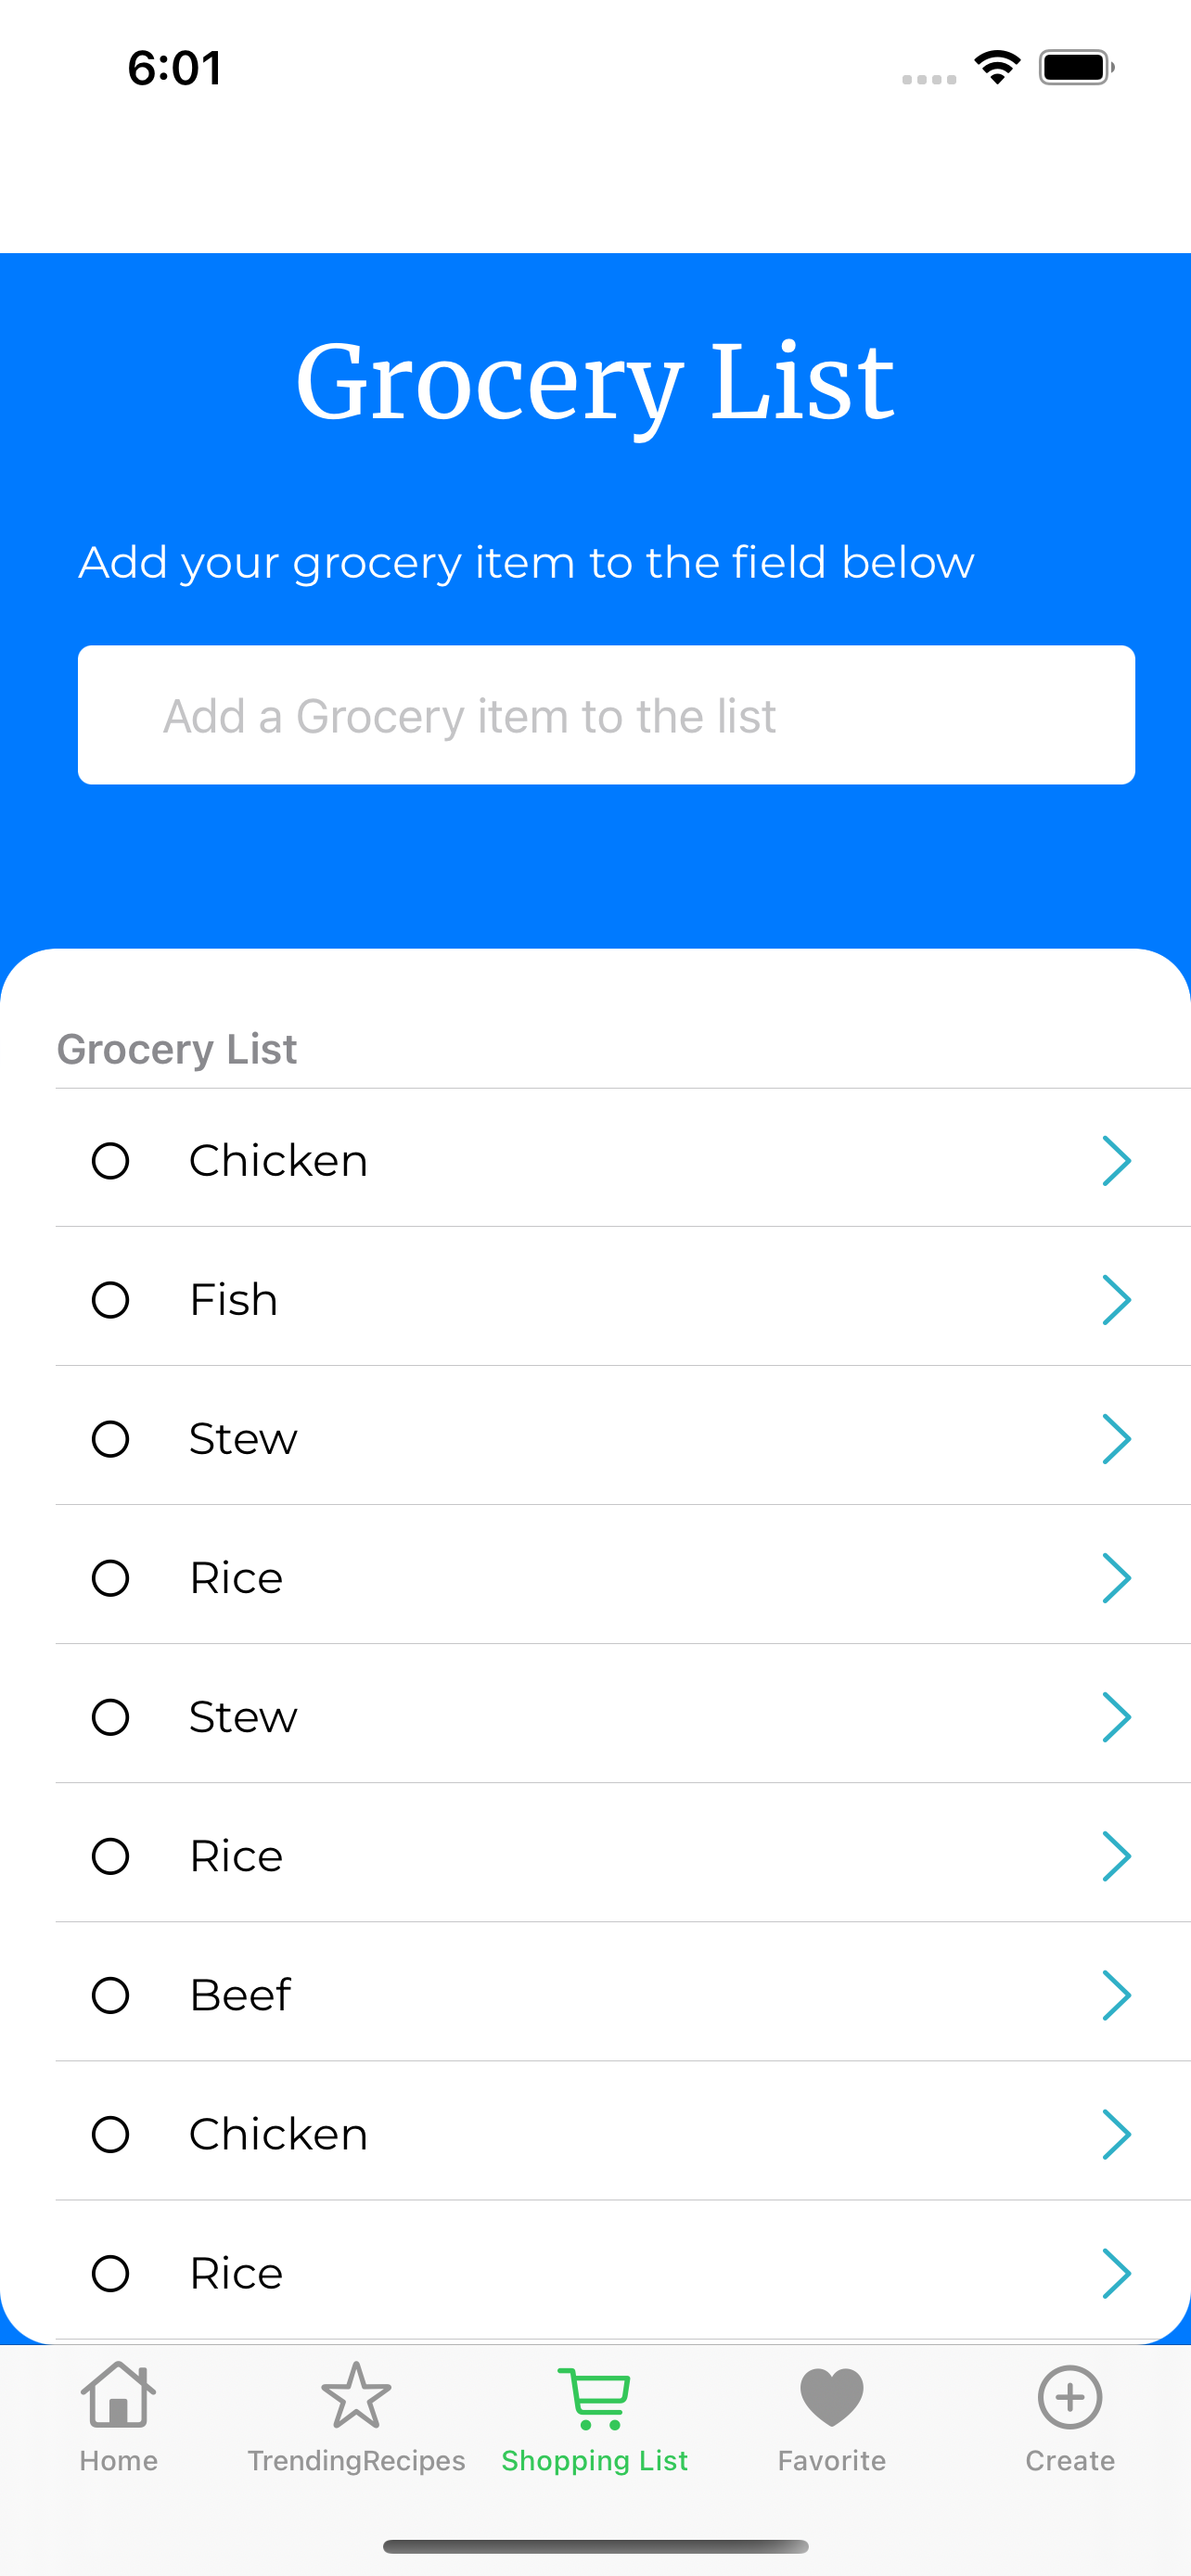 6:01
Grocery List
Add your grocery item to the field below
Add a Grocery item to the list
Grocery List
Chicken
Fish
Stew
Rice
Stew
Rice
Beef
Chicken
Rice
Home TrendingRecipes Shopping List Favorite Create